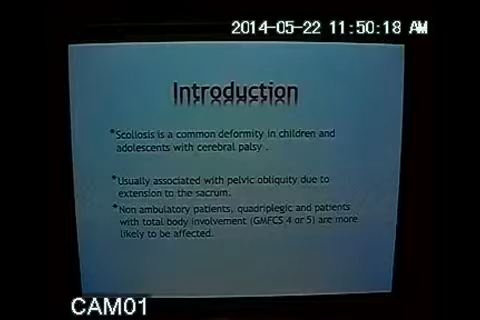 2014-05-22 11:50:18 AM
Introduction
*Scoliosis is a common deformity in children and
adolescents with cerebral palsy .
*Usually associated with pelvic obliquity due to
extension to the sacrum.
*Non ambulatory patients, quadriplegic and patients
with total body involvement (GMFCS 4 or 5) are more
likely to be affected.
CAM01